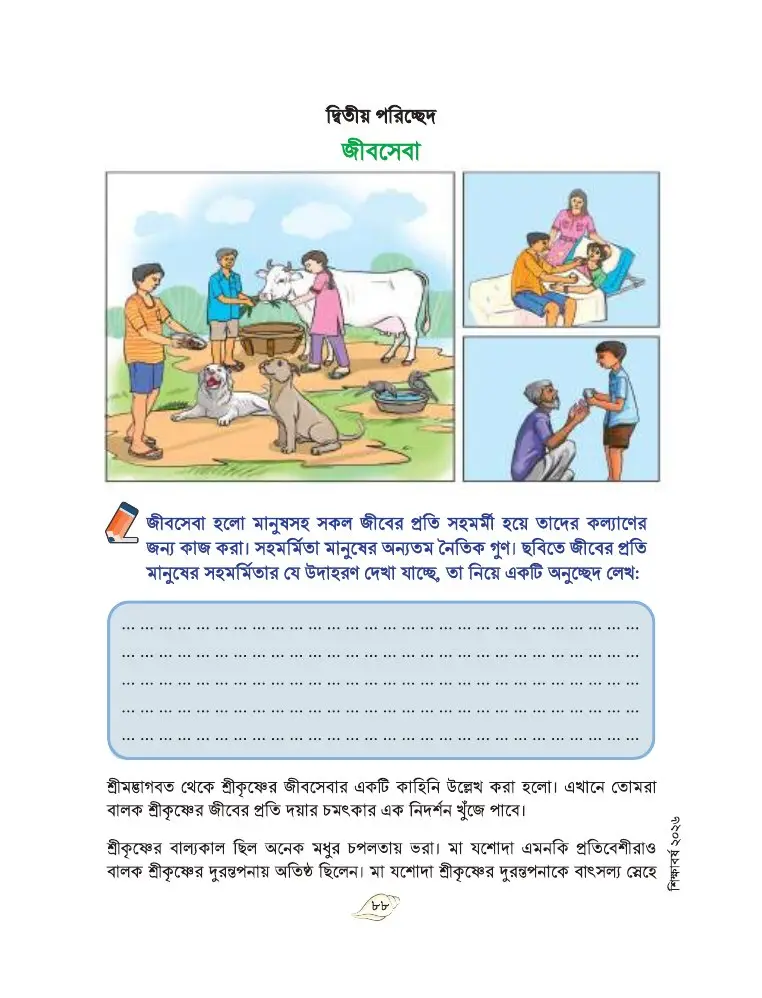 দ্বিতীয় পরিচ্ছেদ
জীবসেবা
জীবসেবা হলো মানুষসহ সকল জীবের প্রতি সহমর্মী হয়ে তাদের কল্যাণের
জন্য কাজ করা। সহমর্মিতা মানুষের অন্যতম নৈতিক গুণ। ছবিতে জীবের প্রতি
মানুষের সহমর্মিতার যে উদাহরণ দেখা যাচ্ছে, তা নিয়ে একটি অনুচ্ছেদ লেখ:
... ... ... ... ... ... ... ... ... ... ... ... ... ... ... ... ... ... ... ... ... ... ... ... ... ... ... ...
... ... ... ... ... ... ... ... ... ... ... ... ... ... ... ... ... ... ... ... ... ... ... ... ... ... ... ...
... ... ... ... ... ... ... ... ... ... ... ... ... ... ... ... ... ... ... ... ... ... ... ... ... ... ... ...
... ... ... ... ... ... ... ... ... ... ... ... ... ... ... ... ... ... ... ... ... ... ... ... ... ... ... ...
... ... ... ... ... ... ... ... ... ... ... ... ... ... ... ... ... ... ... ... ... ... ... ... ... ... ... ...
শ্রীমদ্ভাগবত থেকে শ্রীকৃষ্ণের জীবসেবার একটি কাহিনি উল্লেখ করা হলো। এখানে তোমরা
বালক শ্রীকৃষ্ণের জীবের প্রতি দয়ার চমৎকার এক নিদর্শন খুঁজে পাবে।
শ্রীকৃষ্ণের বাল্যকাল ছিল অনেক মধুর চপলতায় ভরা। মা যশোদা এমনকি প্রতিবেশীরাও
বালক শ্রীকৃষ্ণের দুরন্তপনায় অতিষ্ঠ ছিলেন। মা যশোদা শ্রীকৃষ্ণের দুরন্তপনাকে বাৎসল্য স্নেহে
৮৮
শিক্ষাবর্ষ ২০২৬